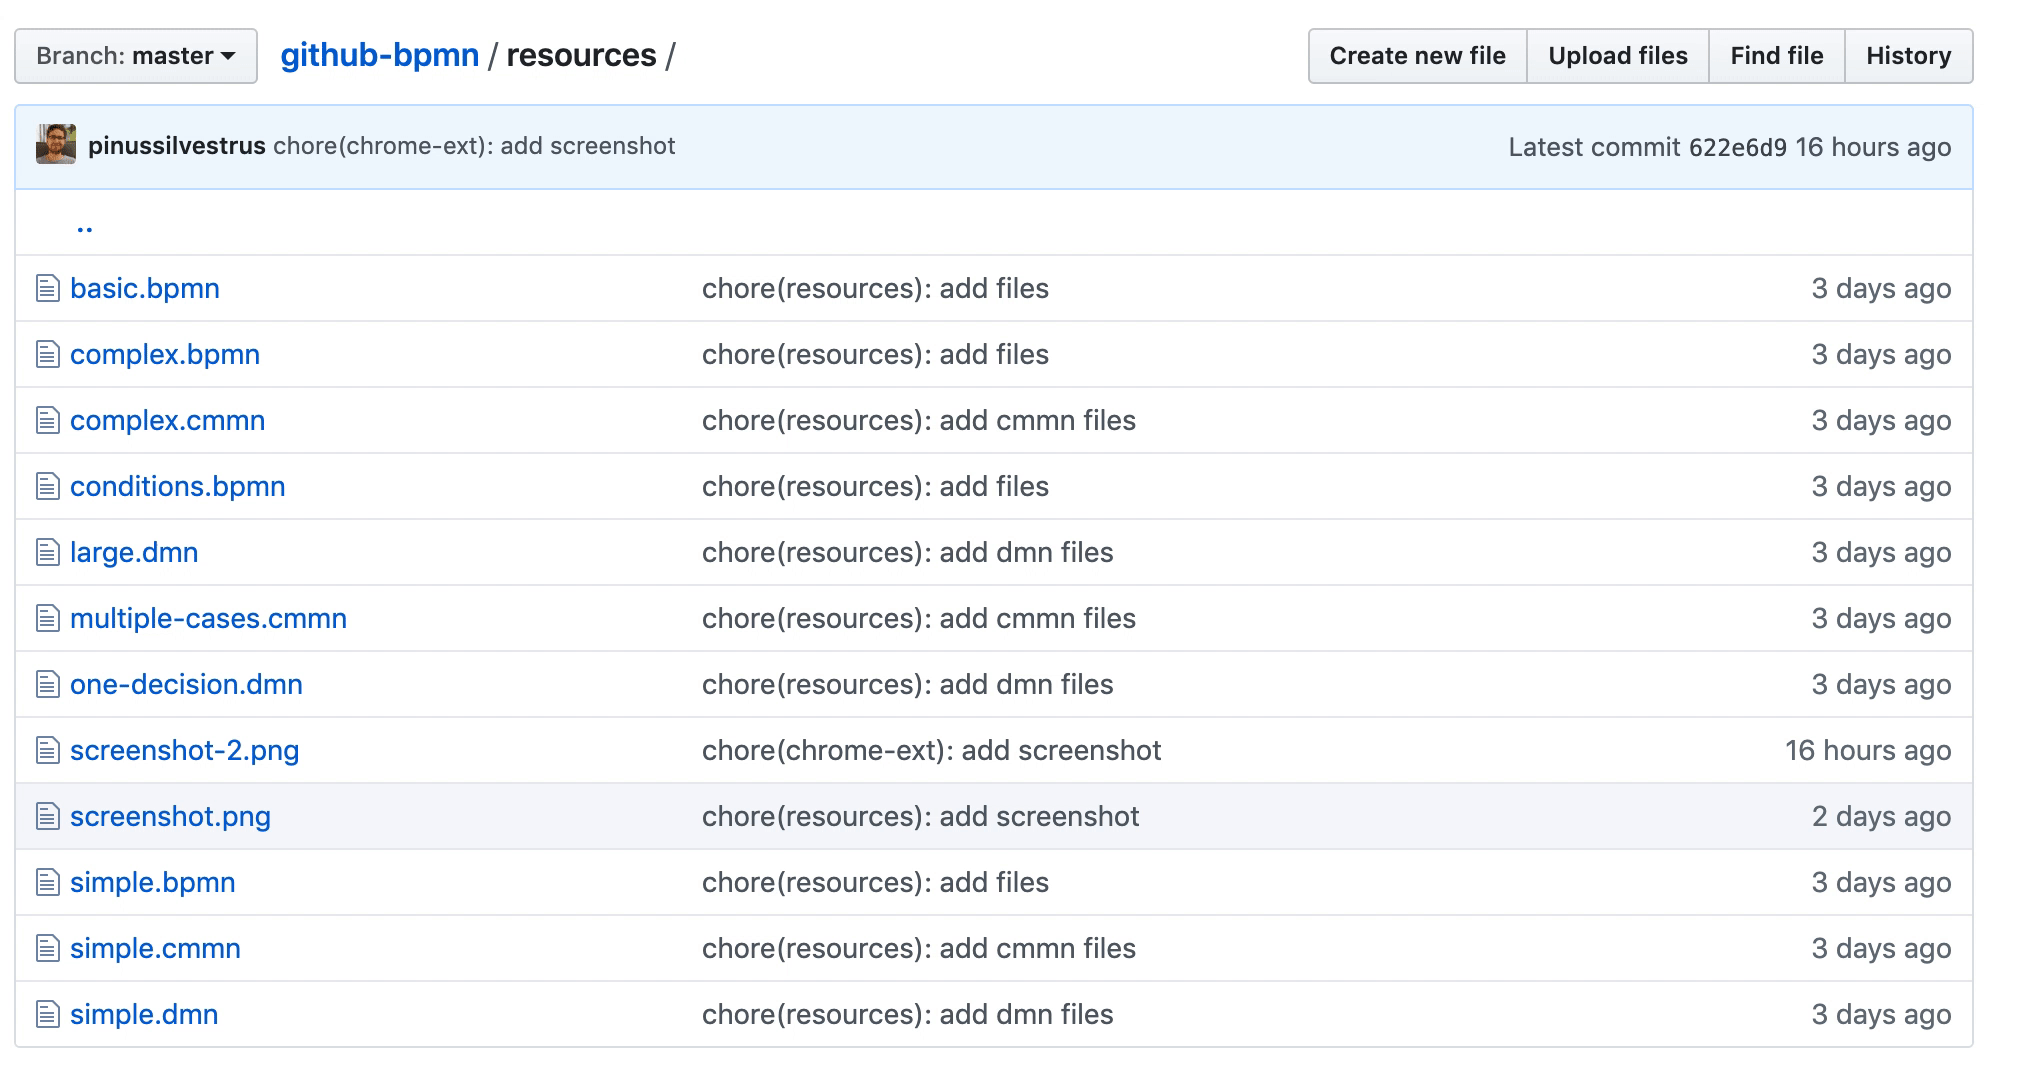 Branch: master github-bpmn / resources / Create new file Upload files Find file History
pinussilvestrus chore(chrome-ext): add screenshot Latest commit 622e6d9 16 hours ago
..
basic.bpmn chore(resources): add files 3 days ago
complex.bpmn chore(resources): add files 3 days ago
complex.cmmn chore(resources): add cmmn files 3 days ago
conditions.bpmn chore(resources): add files 3 days ago
large.dmn chore(resources): add dmn files 3 days ago
multiple-cases.cmmn chore(resources): add cmmn files 3 days ago
one-decision.dmn chore(resources): add dmn files 3 days ago
screenshot-2.png chore(chrome-ext): add screenshot 16 hours ago
screenshot.png chore(resources): add screenshot 2 days ago
simple.bpmn chore(resources): add files 3 days ago
simple.cmmn chore(resources): add cmmn files 3 days ago
simple.dmn chore(resources): add dmn files 3 days ago